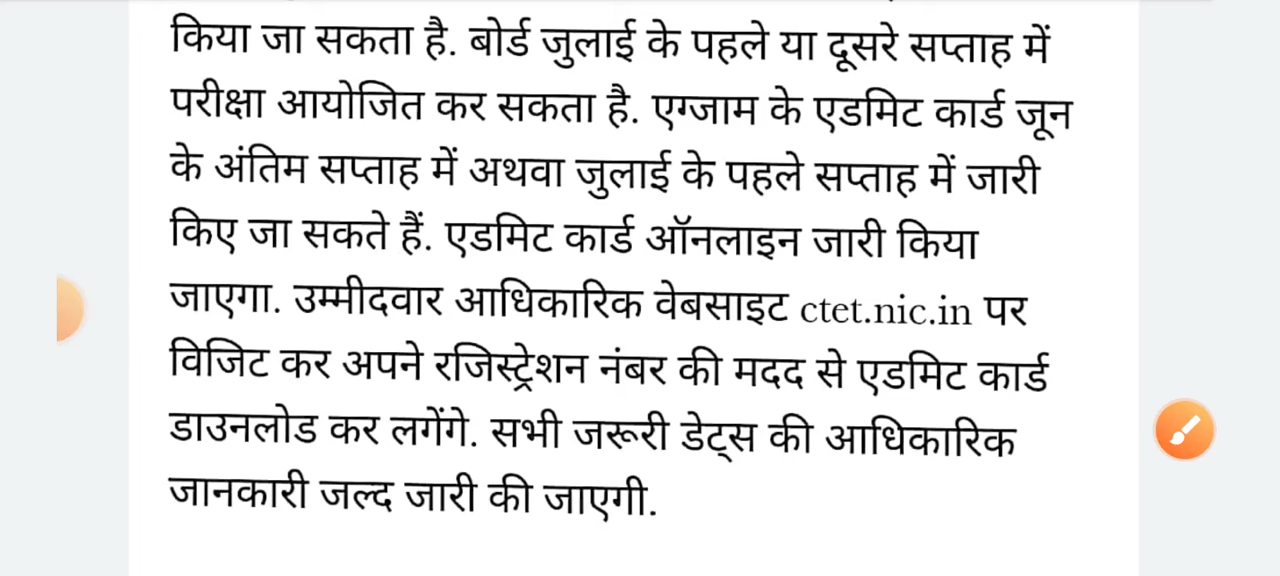 किया जा सकता है. बोर्ड जुलाई के पहले या दूसरे सप्ताह में
परीक्षा आयोजित कर सकता है. एग्जाम के एडमिट कार्ड जून
के अंतिम सप्ताह में अथवा जुलाई के पहले सप्ताह में जारी
किए जा सकते हैं. एडमिट कार्ड ऑनलाइन जारी किया
जाएगा. उम्मीदवार आधिकारिक वेबसाइट ctet.nic.in पर
विजिट कर अपने रजिस्ट्रेशन नंबर की मदद से एडमिट कार्ड
डाउनलोड कर लगेंगे. सभी जरूरी डेट्स की आधिकारिक
जानकारी जल्द जारी की जाएगी.